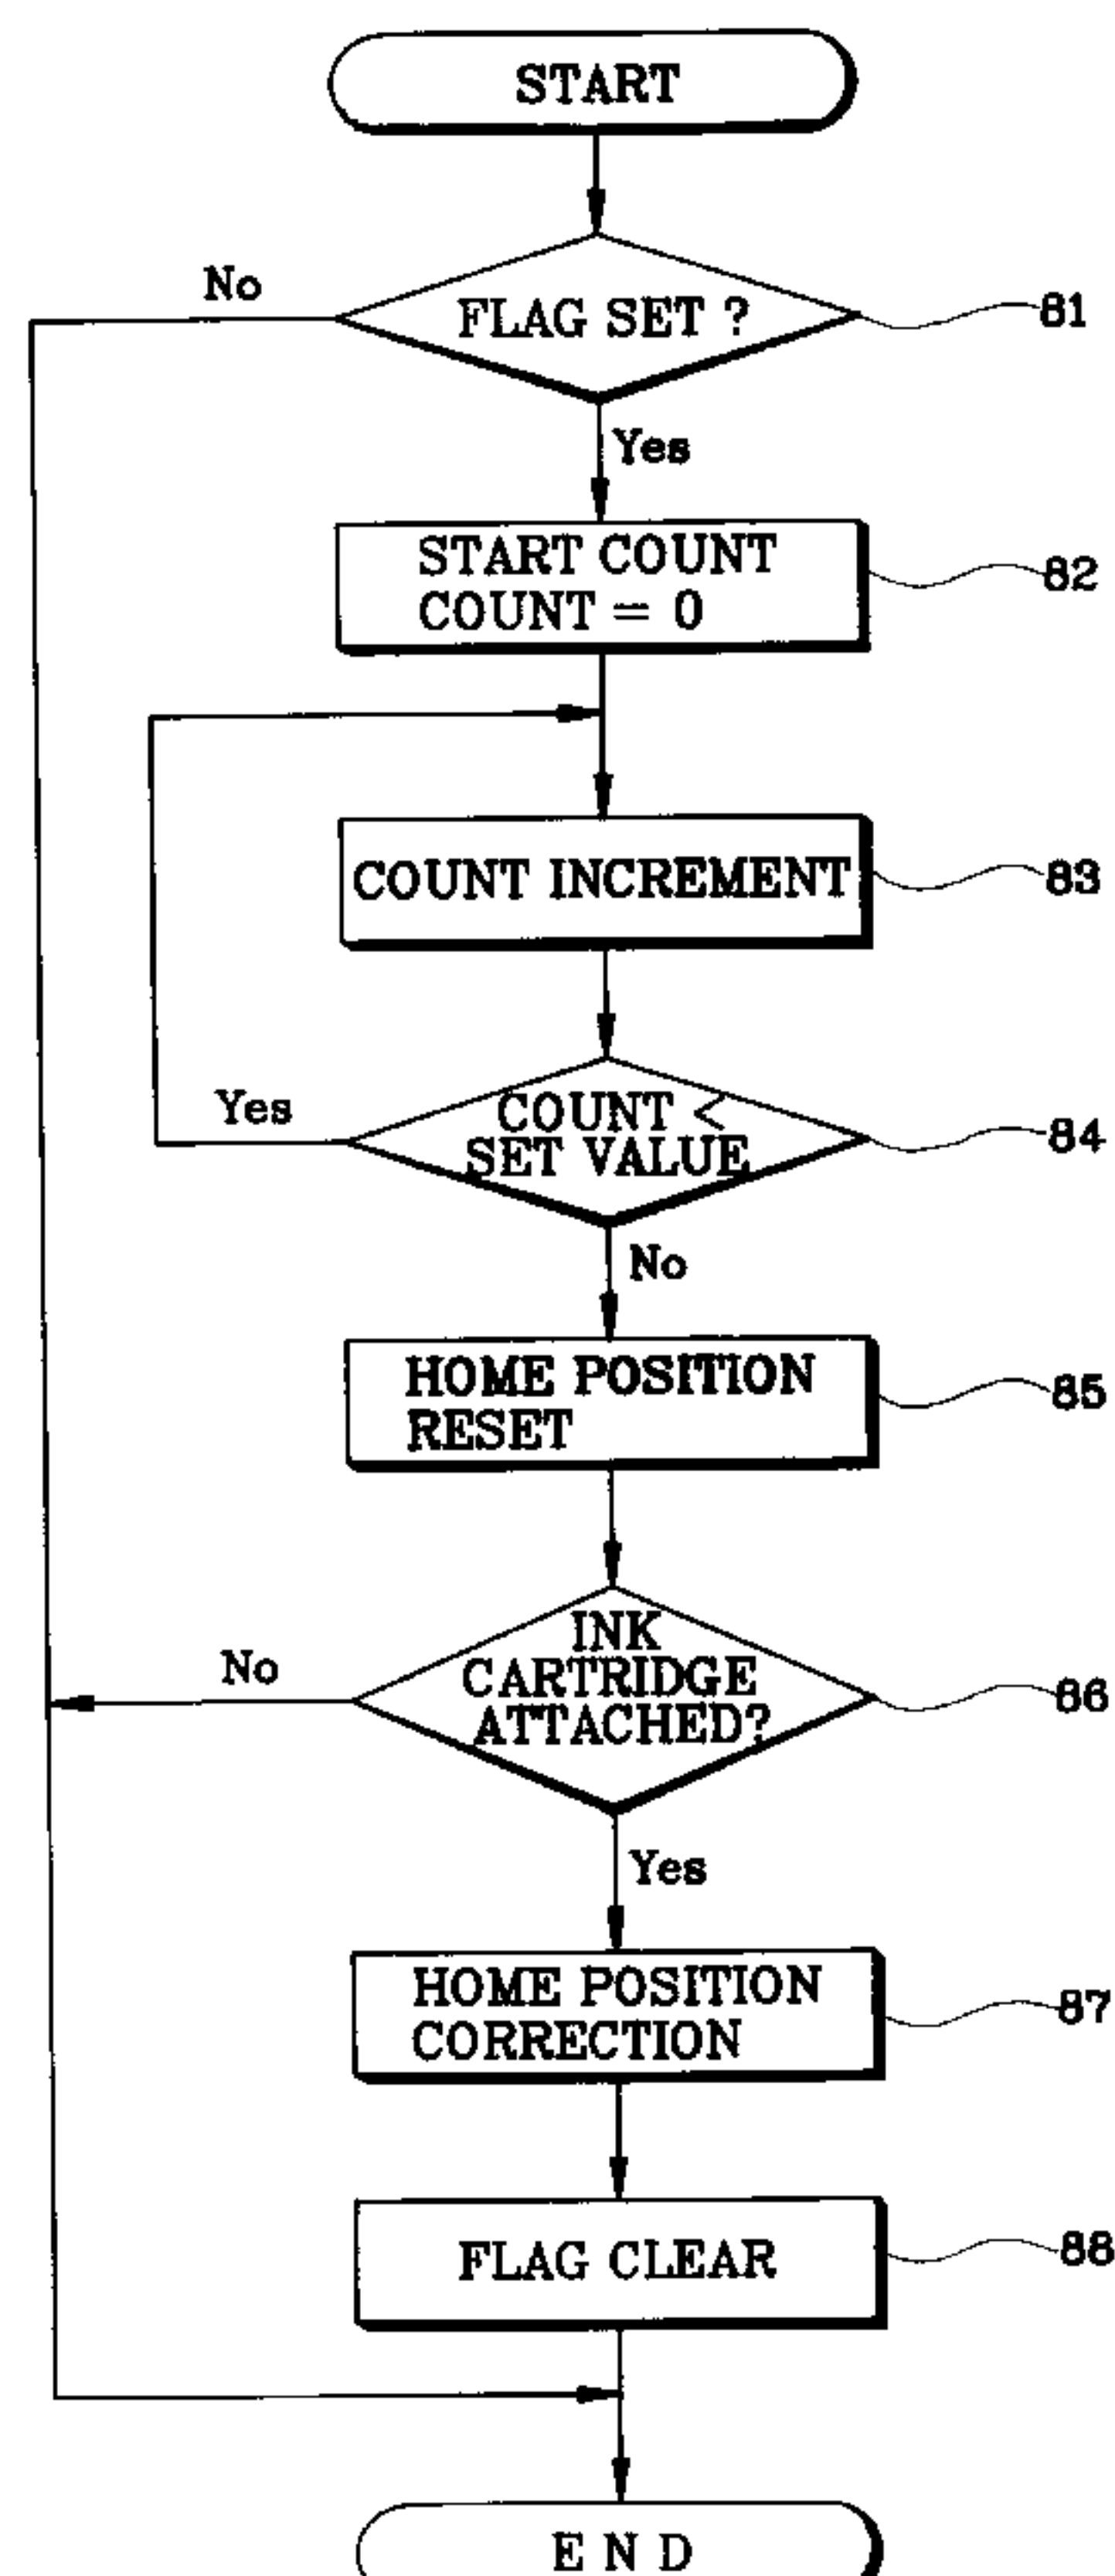 START
No
FLAG SET ?
81
Yes
START COUNT
COUNT = 0
82
COUNT INCREMENT
83
Yes
COUNT <
SET VALUE
84
No
HOME POSITION
RESET
85
No
INK
CARTRIDGE
ATTACHED?
86
Yes
HOME POSITION
CORRECTION
87
FLAG CLEAR
88
E N D